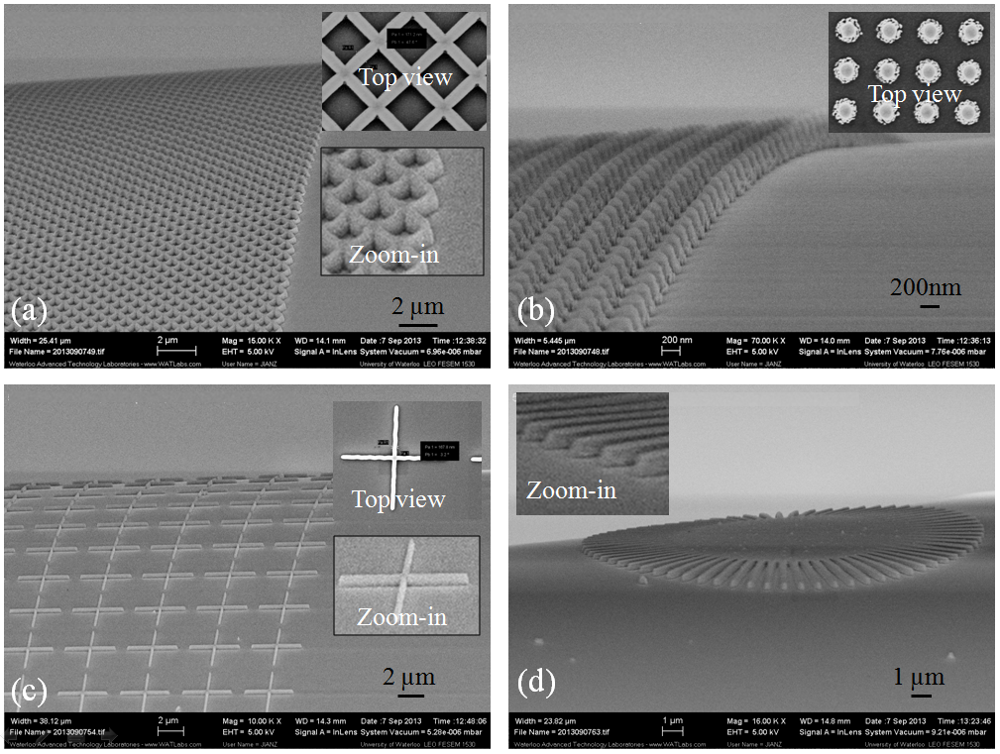 Top view
Zoom-in
2 µm
(a)
Width = 25.41 µm
2 µm
Mag = 15.00 K X
WD = 14.1 mm
Date :7 Sep 2013
Time :12:38:32
File Name = 2013090749.tif
EHT = 5.00 kV
Signal A = InLens
System Vacuum = 6.96e-006 mbar
Waterloo Advanced Technology Laboratories - www.WATLabs.com
User Name = JIANZ
University of Waterloo LEO FESEM 1530
Top view
200nm
(b)
Width = 5.445 µm
200 nm
Mag = 70.00 K X
WD = 14.0 mm
Date :7 Sep 2013
Time :12:36:13
File Name = 2013090748.tif
EHT = 5.00 kV
Signal A = InLens
System Vacuum = 7.76e-006 mbar
Waterloo Advanced Technology Laboratories - www.WATLabs.com
User Name = JIANZ
University of Waterloo LEO FESEM 1530
Top view
Zoom-in
2 µm
(c)
Width = 38.12 µm
2 µm
Mag = 10.00 K X
WD = 14.3 mm
Date :7 Sep 2013
Time :12:48:06
File Name = 2013090754.tif
EHT = 5.00 kV
Signal A = InLens
System Vacuum = 5.28e-006 mbar
Waterloo Advanced Technology Laboratories - www.WATLabs.com
User Name = JIANZ
University of Waterloo LEO FESEM 1530
Zoom-in
1 µm
(d)
Width = 23.82 µm
1 µm
Mag = 16.00 K X
WD = 14.8 mm
Date :7 Sep 2013
Time :13:23:46
File Name = 2013090763.tif
EHT = 5.00 kV
Signal A = InLens
System Vacuum = 9.21e-006 mbar
Waterloo Advanced Technology Laboratories - www.WATLabs.com
User Name = JIANZ
University of Waterloo LEO FESEM 1530